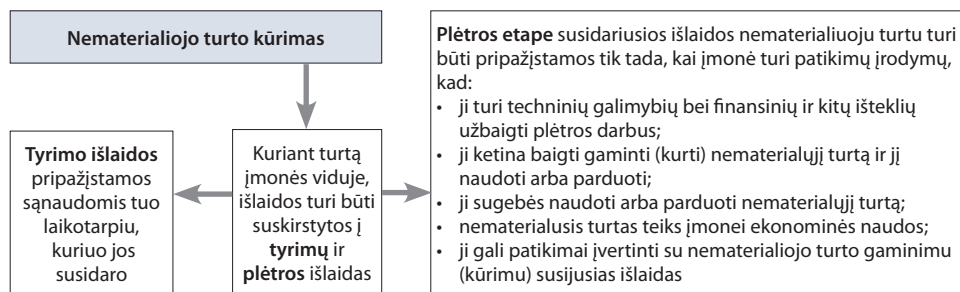 Nematerialiojo turto kūrimas
Tyrimo išlaidos
pripažįstamos
sąnaudomis tuo
laikotarpiu,
kuriuo jos
susidaro
Kuriant turtą
įmonės viduje,
išlaidos turi būti
suskirstytos į
tyrimų ir
plėtros išlaidas
Plėtros etape susidariusios išlaidos nematerialiuoju turtu turi
būti pripažįstamos tik tada, kai įmonė turi patikimų įrodymų,
kad:
• ji turi techninių galimybių bei finansinių ir kitų išteklių
užbaigti plėtros darbus;
• ji ketina baigti gaminti (kurti) nematerialųjį turtą ir jį
naudoti arba parduoti;
• ji sugebės naudoti arba parduoti nematerialųjį turtą;
• nematerialusis turtas teiks įmonei ekonominės naudos;
• ji gali patikimai įvertinti su nematerialiojo turto gaminimu
(kūrimu) susijusias išlaidas